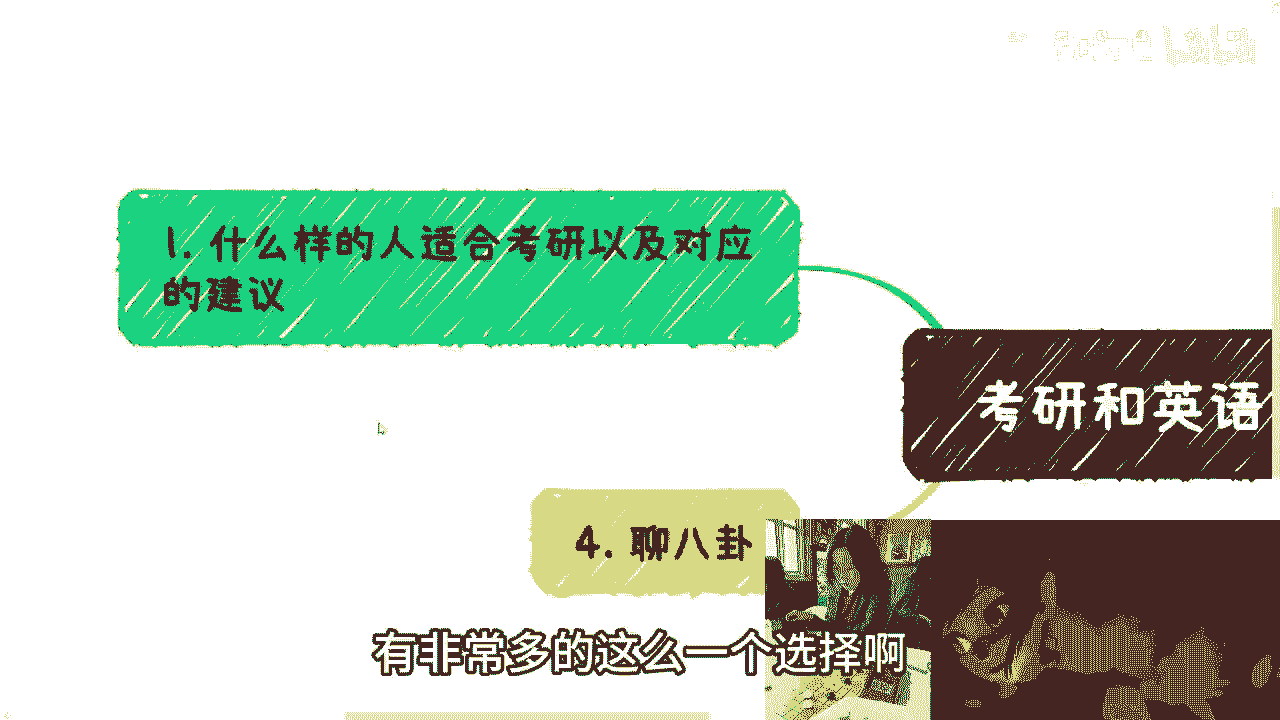 1. 什么样的人适合考研以及对应
的建议
考研和英语
4. 聊八卦
有非常多的这么一个选择啊